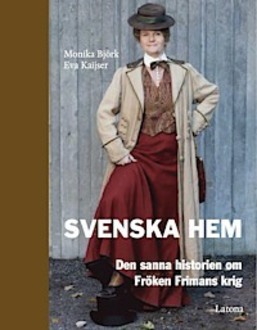 Monika Björk
Eva Kaijser
SVENSKA HEM
Den sanna historien om
Fröken Frimans krig
Latona